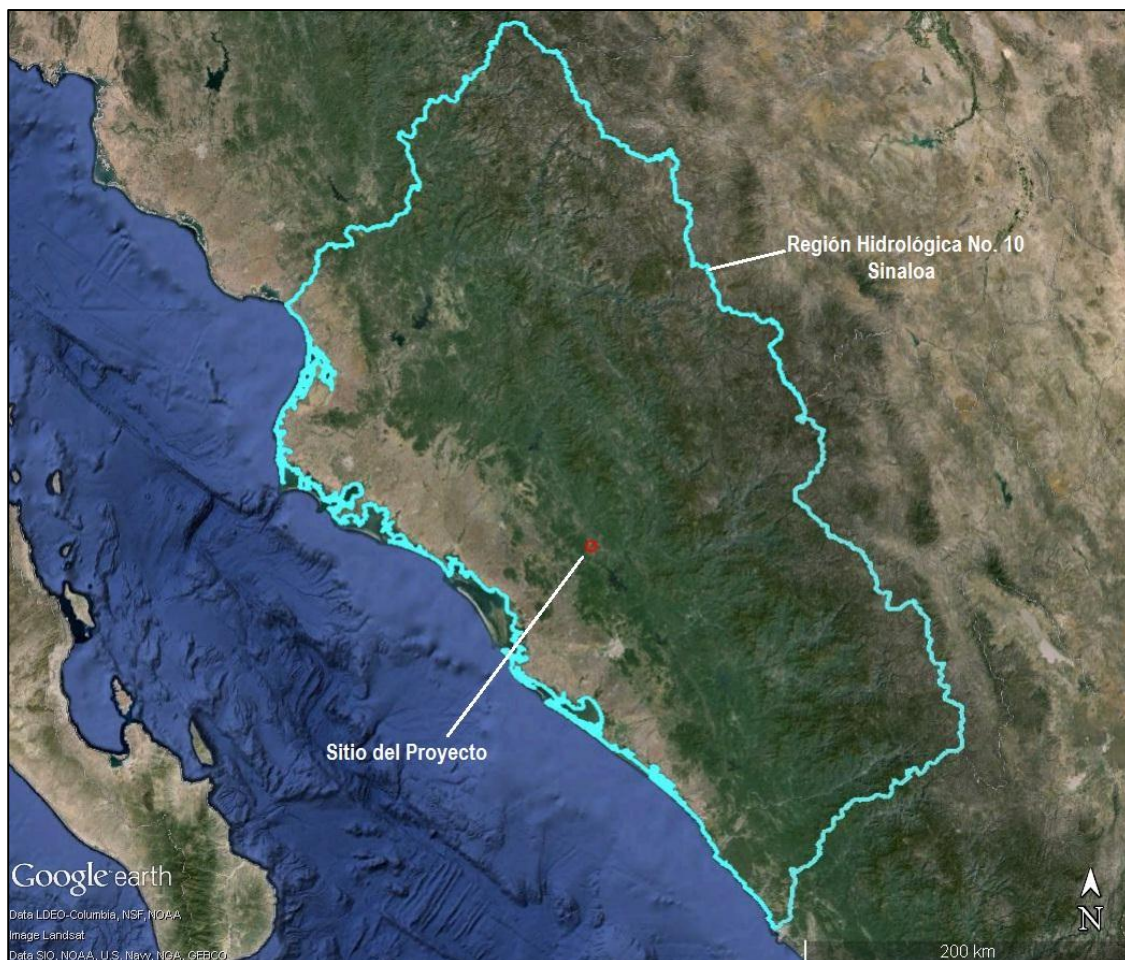 Región Hidrológica No. 10
Sinaloa
Sitio del Proyecto
Google earth
Data LDEO-Columbia, NSF, NOAA
Image Landsat
Data SIO, NOAA, U.S. Navy, NGA, GEBCO
N
200 km